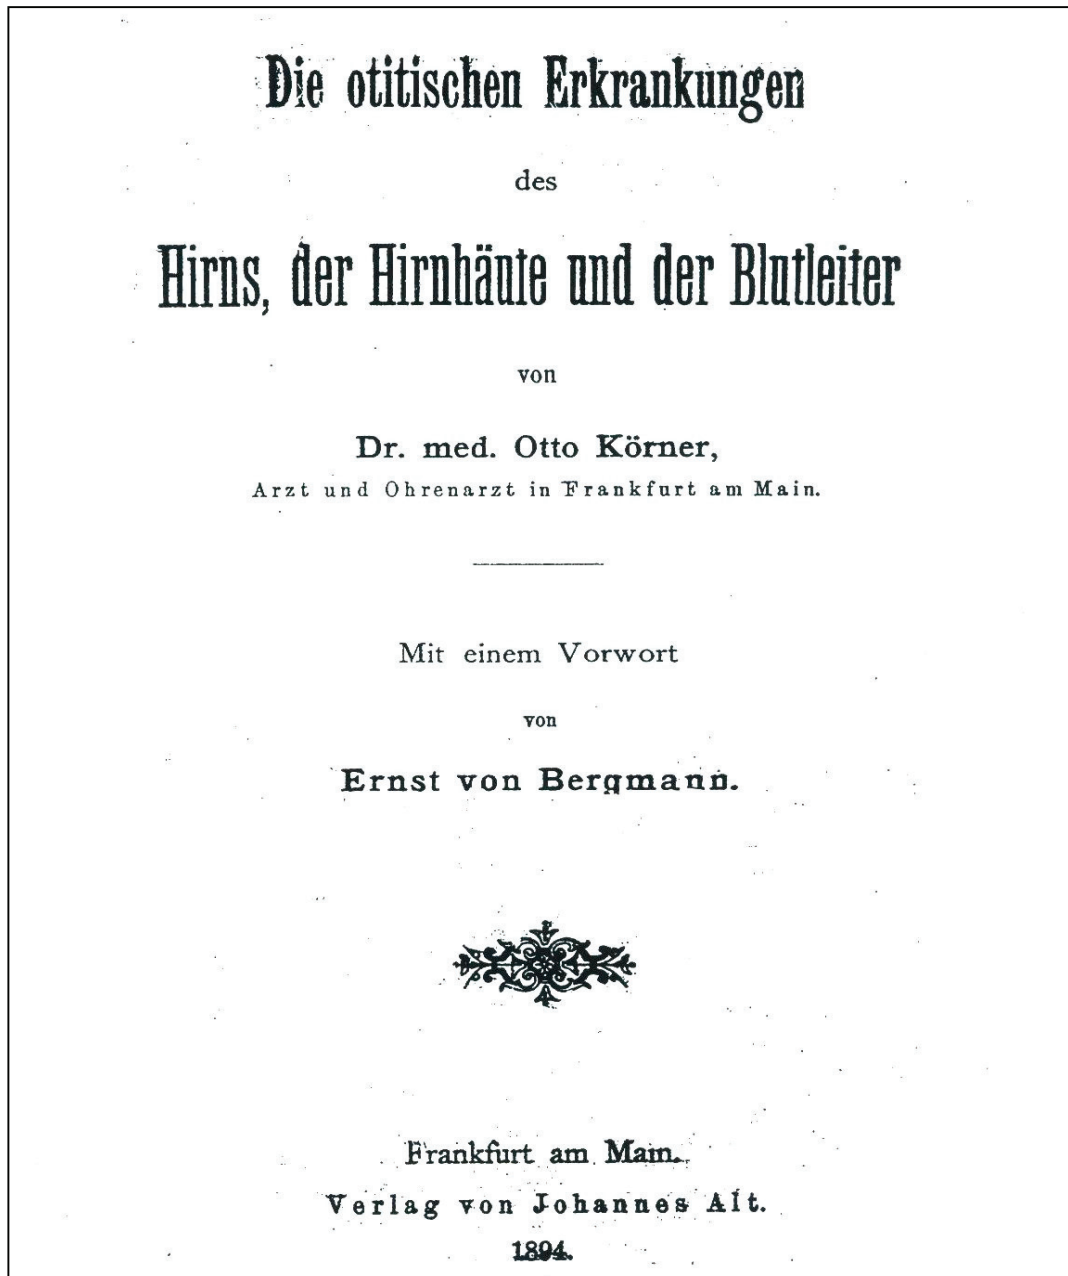 Die otitischen Erkrankungen
des
Hirns, der Hirnhäute und der Blutleiter
von
Dr. med. Otto Körner,
Arzt und Ohrenarzt in Frankfurt am Main.
Mit einem Vorwort
von
Ernst von Bergmann.
Frankfurt am Main.
Verlag von Johannes Alt.
1894.